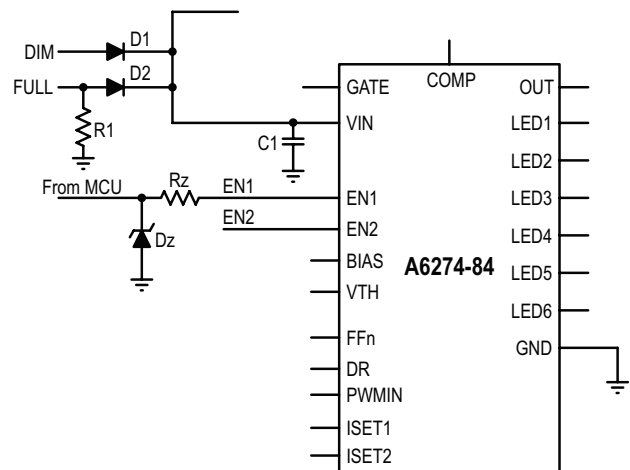 DIM
D1
FULL
D2
R1
C1
From MCU
Rz
EN1
EN2
Dz
GATE
COMP
OUT
VIN
LED1
LED2
EN1
LED3
EN2
LED4
BIAS
A6274-84
LED5
VTH
LED6
FFn
GND
DR
PWMIN
ISET1
ISET2